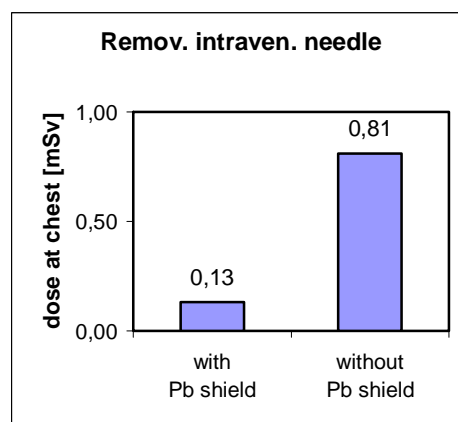 Remov. intraven. needle
dose at chest [mSv]
1,00
0,50
0,00
0,13
0,81
with
Pb shield
without
Pb shield